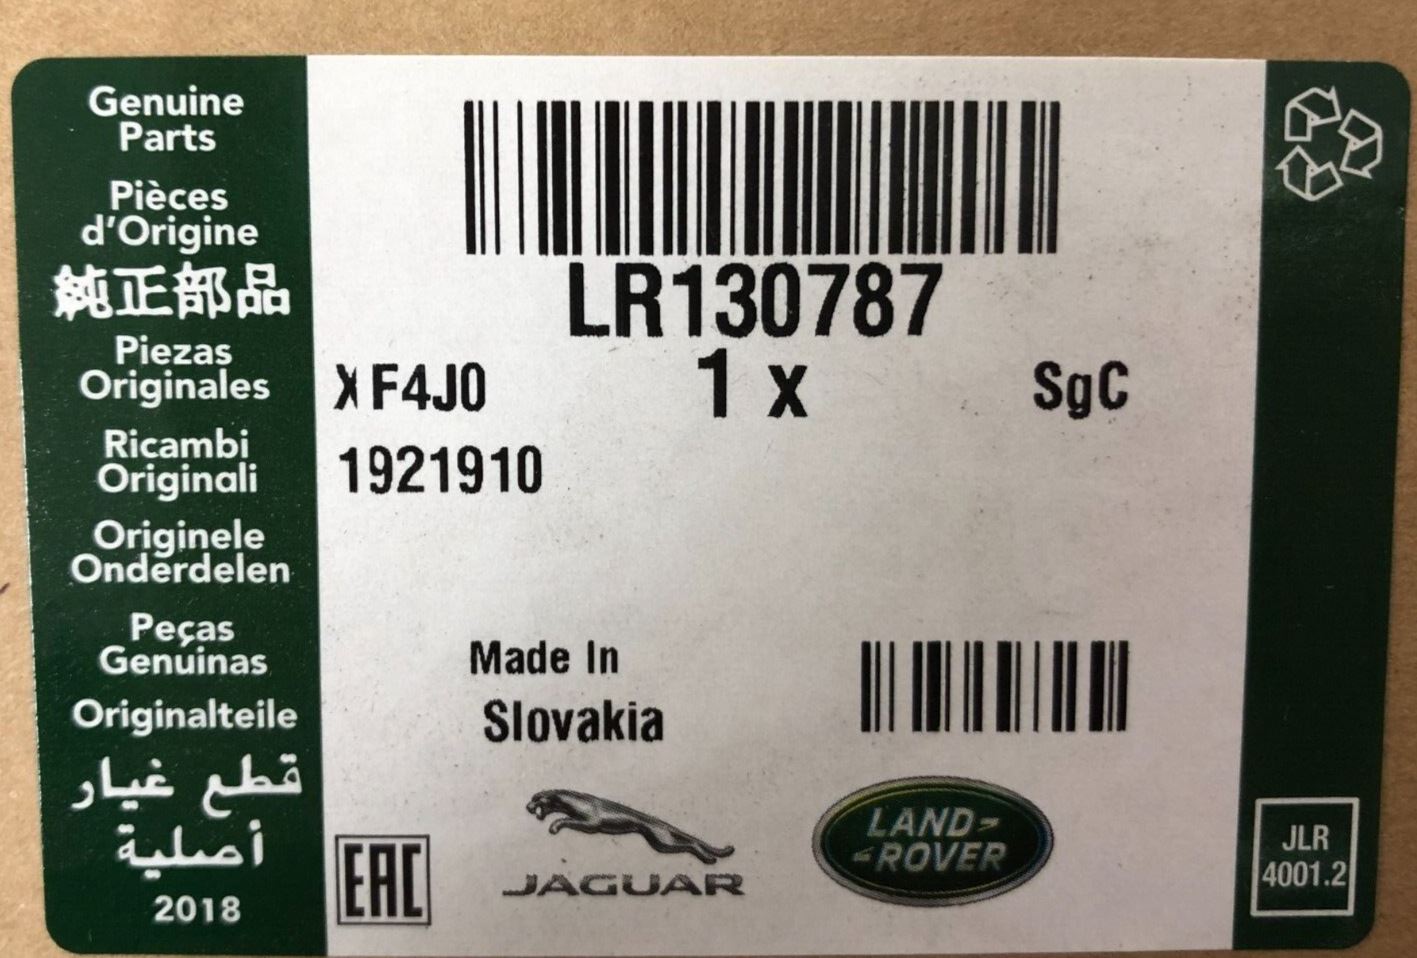 Genuine
Parts
Pièces
d'Origine
純正部品
Piezas
Originales
Ricambi
Originali
Originele
Onderdelen
Peças
Genuinas
Originalteile
قطع غيار
أصلية
2018
LR130787
XF4J0 1 x SgC
1921910
Made In
Slovakia
EAC
JAGUAR
LAND-
-ROVER
JLR
4001.2